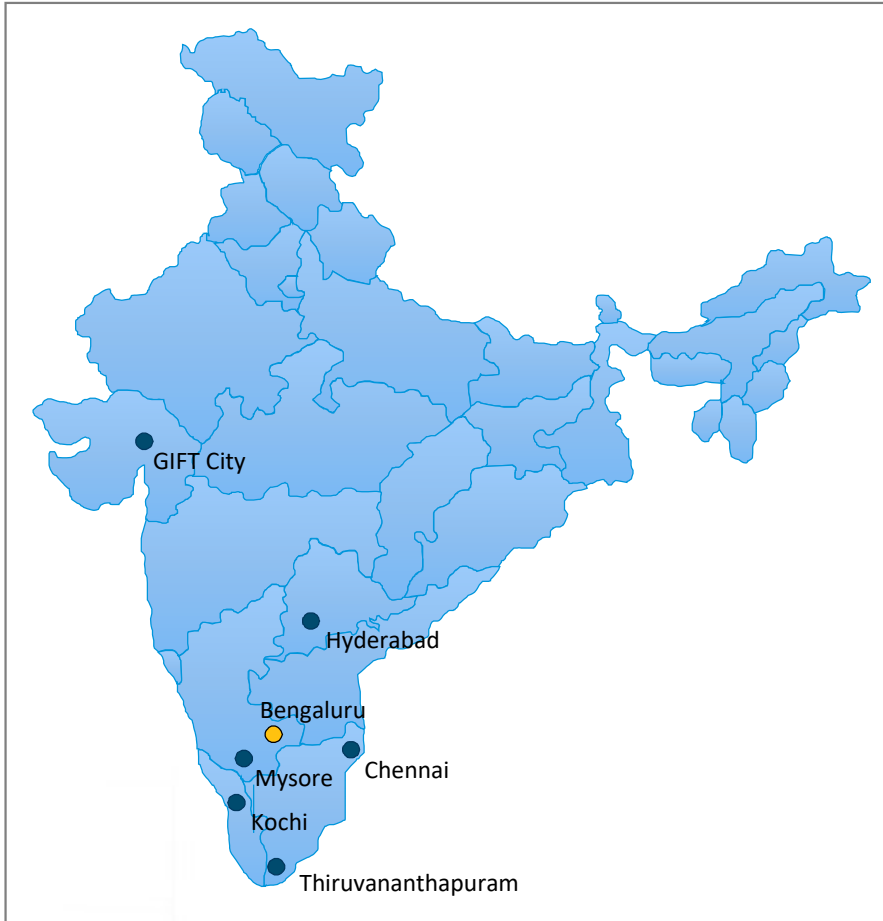 GIFT City
Hyderabad
Bengaluru
Chennai
Mysore
Kochi
Thiruvananthapuram